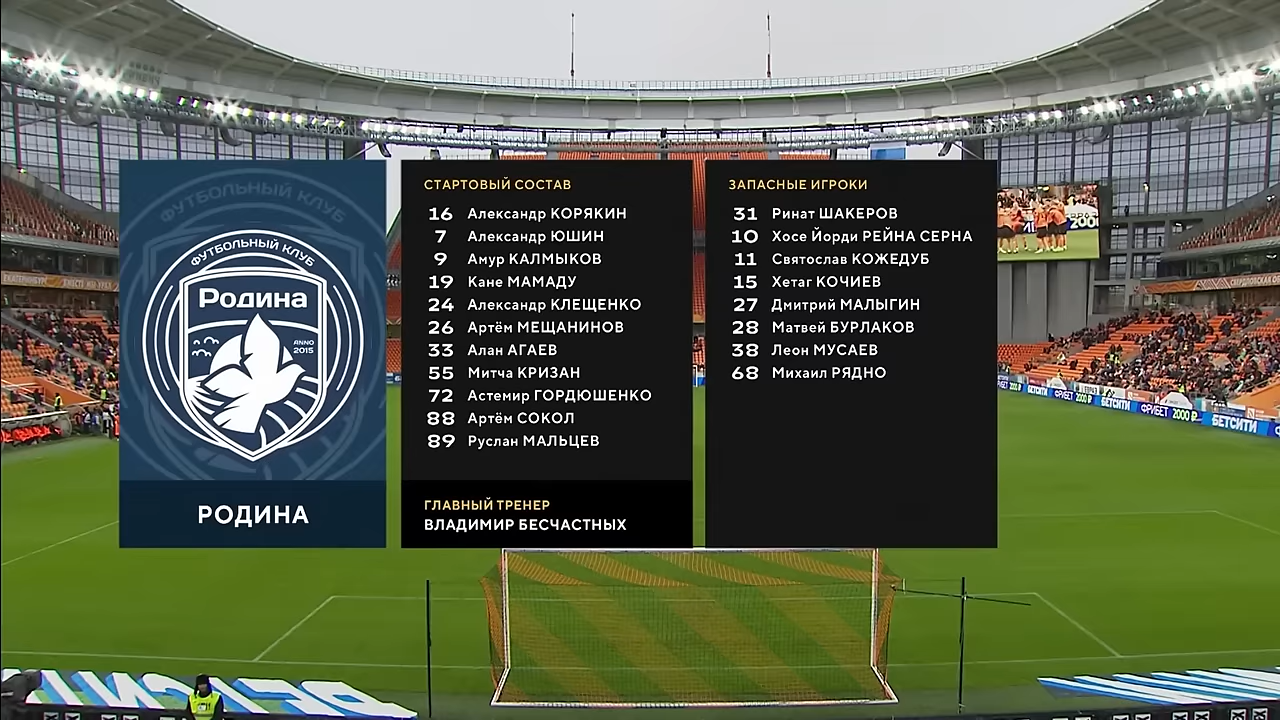 ФУТБОЛЬНЫЙ КЛУБ
ФУТБОЛЬНЫЙ КЛУБ
Родина
ANNO
2015
РОДИНА
СТАРТОВЫЙ СОСТАВ
16 Александр КОРЯКИН
7 Александр ЮШИН
9 Амур КАЛМЫКОВ
19 Кане МАМАДУ
24 Александр КЛЕЩЕНКО
26 Артём МЕЩАНИНОВ
33 Алан АГАЕВ
55 Митча КРИЗАН
72 Астемир ГОРДЮШЕНКО
88 Артём СОКОЛ
89 Руслан МАЛЬЦЕВ
ГЛАВНЫЙ ТРЕНЕР
ВЛАДИМИР БЕСЧАСТНЫХ
ЗАПАСНЫЕ ИГРОКИ
31 Ринат ШАКЕРОВ
10 Хосе Йорди РЕЙНА СЕРНА
11 Святослав КОЖЕДУБ
15 Хетаг КОЧИЕВ
27 Дмитрий МАЛЫГИН
28 Матвей БУРЛАКОВ
38 Леон МУСАЕВ
68 Михаил РЯДНО
БЕТСИТИ ФРИБЕТ 2000 ₽ БЕТСИТИ